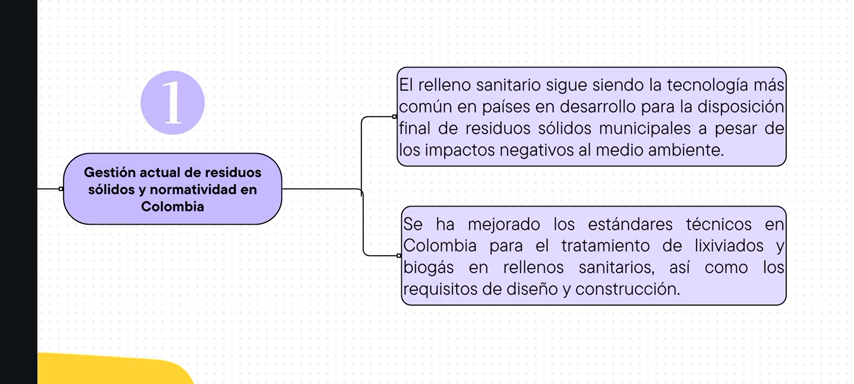 1
Gestión actual de residuos
sólidos y normatividad en
Colombia
El relleno sanitario sigue siendo la tecnología más
común en países en desarrollo para la disposición
final de residuos sólidos municipales a pesar de
los impactos negativos al medio ambiente.
Se ha mejorado los estándares técnicos en
Colombia para el tratamiento de lixiviados y
biogás en rellenos sanitarios, así como los
requisitos de diseño y construcción.